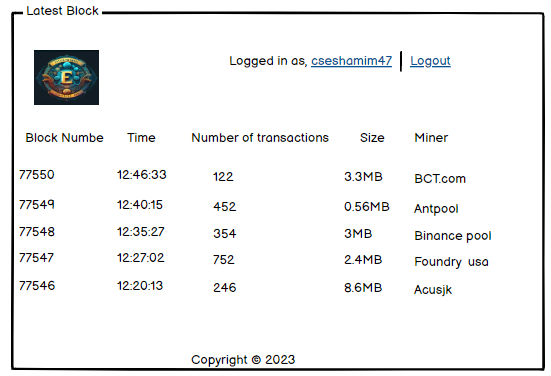 Latest Block
E
Logged in as, cseshamim47 | Logout
Block Numbe Time Number of transactions Size Miner
77550 12:46:33 122 3.3MB BCT.com
77549 12:40:15 452 0.56MB Antpool
77548 12:35:27 354 3MB Binance pool
77547 12:27:02 752 2.4MB Foundry usa
77546 12:20:13 246 8.6MB Acusjk
Copyright © 2023